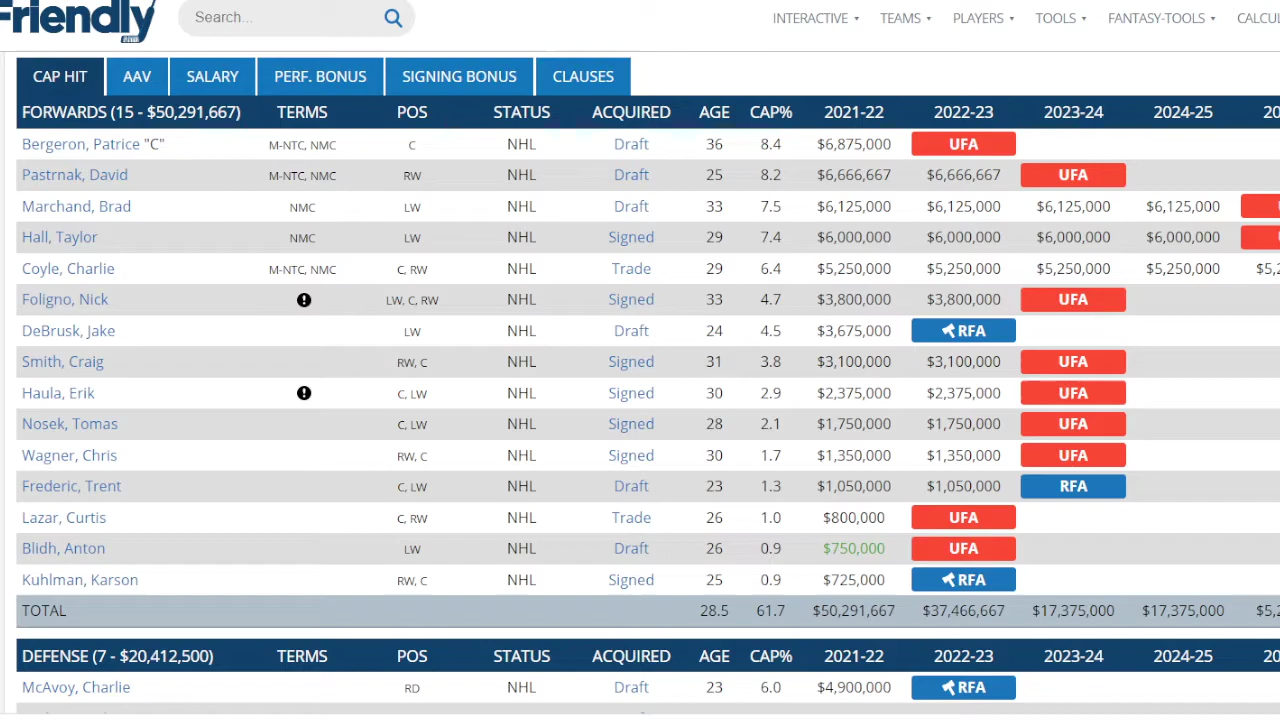 Friendly
Search...
INTERACTIVE TEAMS PLAYERS TOOLS FANTASY-TOOLS CALCUL
CAP HIT AAV SALARY PERF. BONUS SIGNING BONUS CLAUSES
FORWARDS (15 - $50,291,667) TERMS POS STATUS ACQUIRED AGE CAP% 2021-22 2022-23 2023-24 2024-25 20
Bergeron, Patrice "C" M-NTC, NMC C NHL Draft 36 8.4 $6,875,000 UFA
Pastrnak, David M-NTC, NMC RW NHL Draft 25 8.2 $6,666,667 $6,666,667 UFA
Marchand, Brad NMC LW NHL Draft 33 7.5 $6,125,000 $6,125,000 $6,125,000 $6,125,000
Hall, Taylor NMC LW NHL Signed 29 7.4 $6,000,000 $6,000,000 $6,000,000 $6,000,000
Coyle, Charlie M-NTC, NMC C, RW NHL Trade 29 6.4 $5,250,000 $5,250,000 $5,250,000 $5,250,000 $5,2
Foligno, Nick ! LW, C, RW NHL Signed 33 4.7 $3,800,000 $3,800,000 UFA
DeBrusk, Jake LW NHL Draft 24 4.5 $3,675,000 RFA
Smith, Craig RW, C NHL Signed 31 3.8 $3,100,000 $3,100,000 UFA
Haula, Erik ! C, LW NHL Signed 30 2.9 $2,375,000 $2,375,000 UFA
Nosek, Tomas C, LW NHL Signed 28 2.1 $1,750,000 $1,750,000 UFA
Wagner, Chris RW, C NHL Signed 30 1.7 $1,350,000 $1,350,000 UFA
Frederic, Trent C, LW NHL Draft 23 1.3 $1,050,000 $1,050,000 RFA
Lazar, Curtis C, RW NHL Trade 26 1.0 $800,000 UFA
Blidh, Anton LW NHL Draft 26 0.9 $750,000 UFA
Kuhlman, Karson RW, C NHL Signed 25 0.9 $725,000 RFA
TOTAL 28.5 61.7 $50,291,667 $37,466,667 $17,375,000 $17,375,000 $5,2
DEFENSE (7 - $20,412,500) TERMS POS STATUS ACQUIRED AGE CAP% 2021-22 2022-23 2023-24 2024-25 20
McAvoy, Charlie RD NHL Draft 23 6.0 $4,900,000 RFA